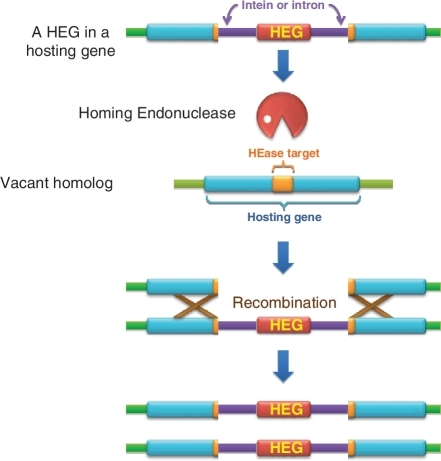 Intein or intron
A HEG in a
hosting gene
HEG
Homing Endonuclease
HEase target
Vacant homolog
Hosting gene
Recombination
HEG
HEG
HEG